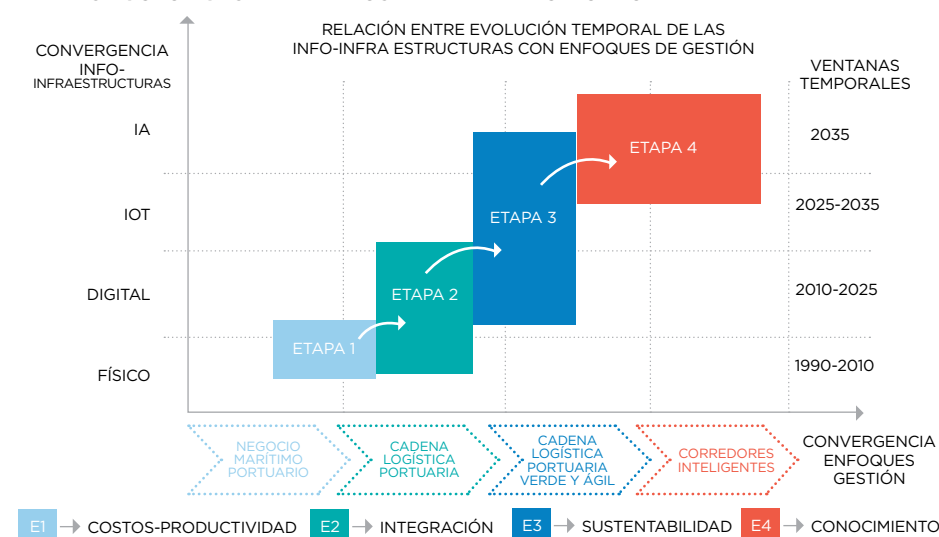 RELACIÓN ENTRE EVOLUCIÓN TEMPORAL DE LAS
INFO-INFRA ESTRUCTURAS CON ENFOQUES DE GESTIÓN
CONVERGENCIA
INFO-
INFRAESTRUCTURAS
VENTANAS
TEMPORALES
IA
IOT
DIGITAL
FÍSICO
ETAPA 1
ETAPA 2
ETAPA 3
ETAPA 4
2035
2025-2035
2010-2025
1990-2010
NEGOCIO
MARÍTIMO
PORTUARIO
CADENA
LOGÍSTICA
PORTUARIA
CADENA
LOGÍSTICA
PORTUARIA
VERDE Y ÁGIL
CORREDORES
INTELIGENTES
CONVERGENCIA
ENFOQUES
GESTIÓN
E1 → COSTOS-PRODUCTIVIDAD
E2 → INTEGRACIÓN
E3 → SUSTENTABILIDAD
E4 → CONOCIMIENTO